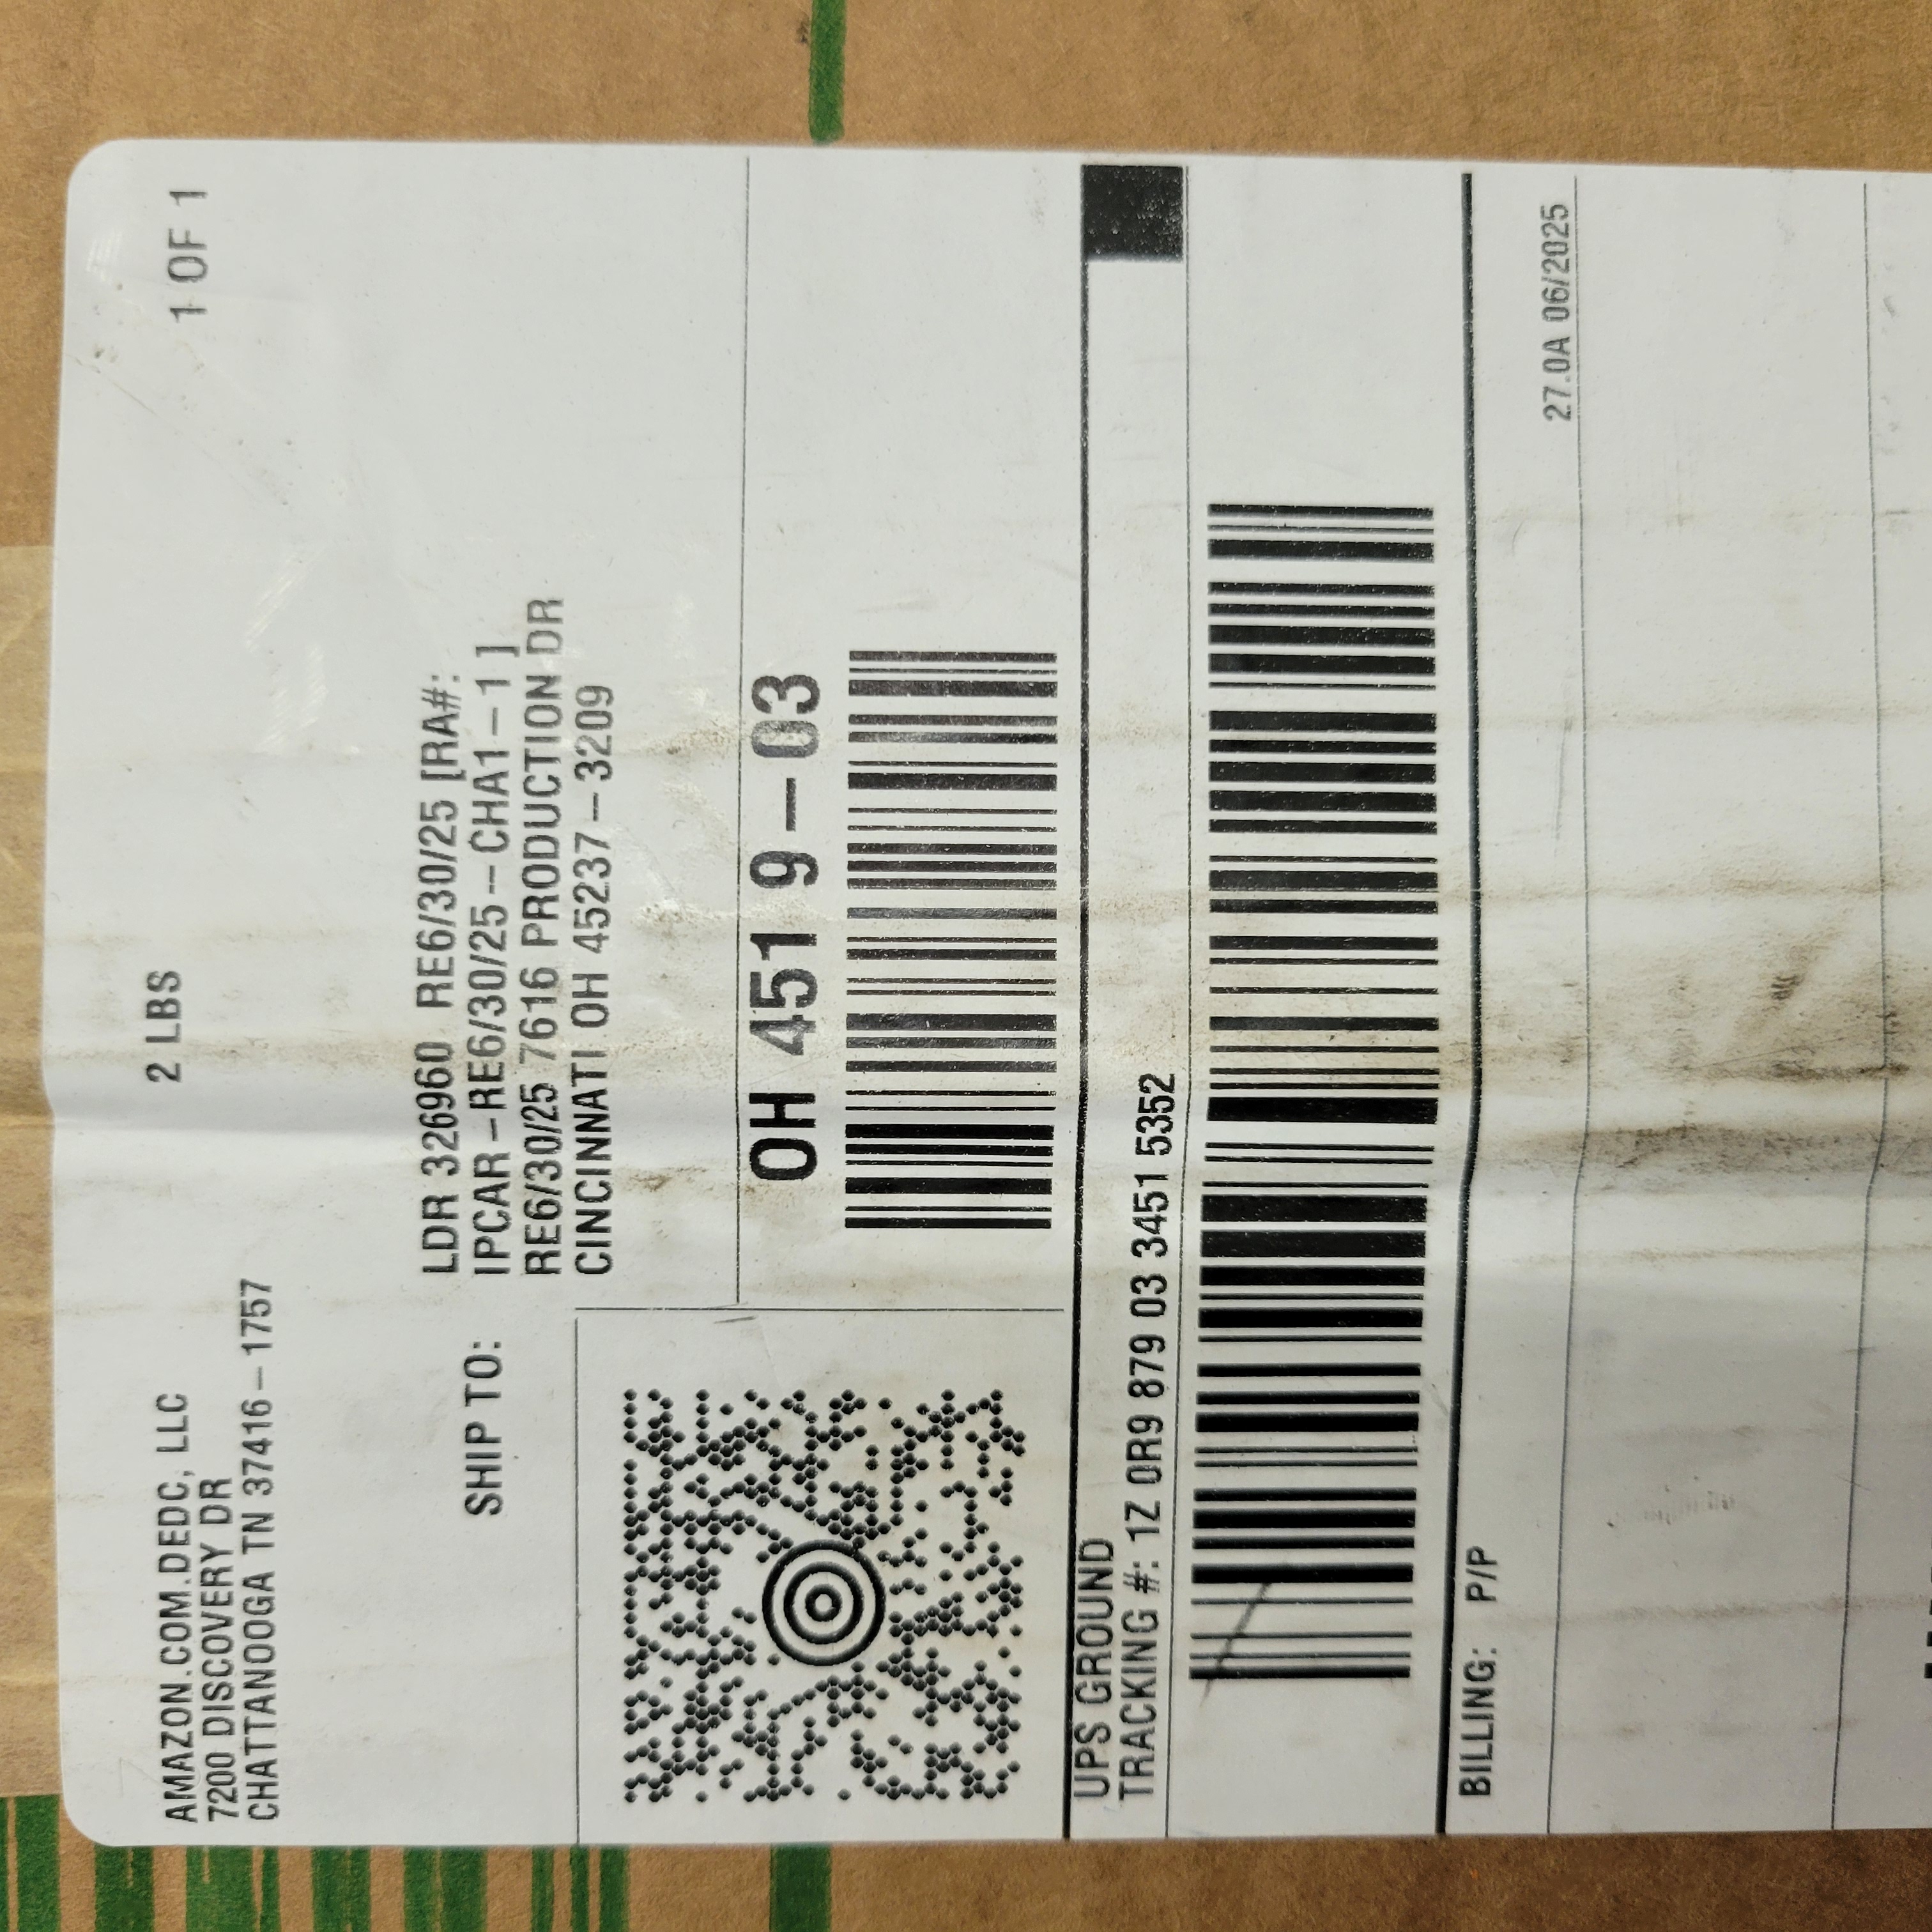 AMAZON.COM.DEDC, LLC
7200 DISCOVERY DR
CHATTANOOGA TN 37416-1757
2 LBS
1 OF 1
SHIP TO:
LDR 326960 RE6/30/25 [RA#:
IPCAR-RE6/30/25--CHA1-1 ]
RE6/30/25 7616 PRODUCTION DR
CINCINNATI OH 45237-3209
OH 451 9-03
UPS GROUND
TRACKING #: 1Z 0R9 879 03 3451 5352
BILLING: P/P
27.0A 06/2025